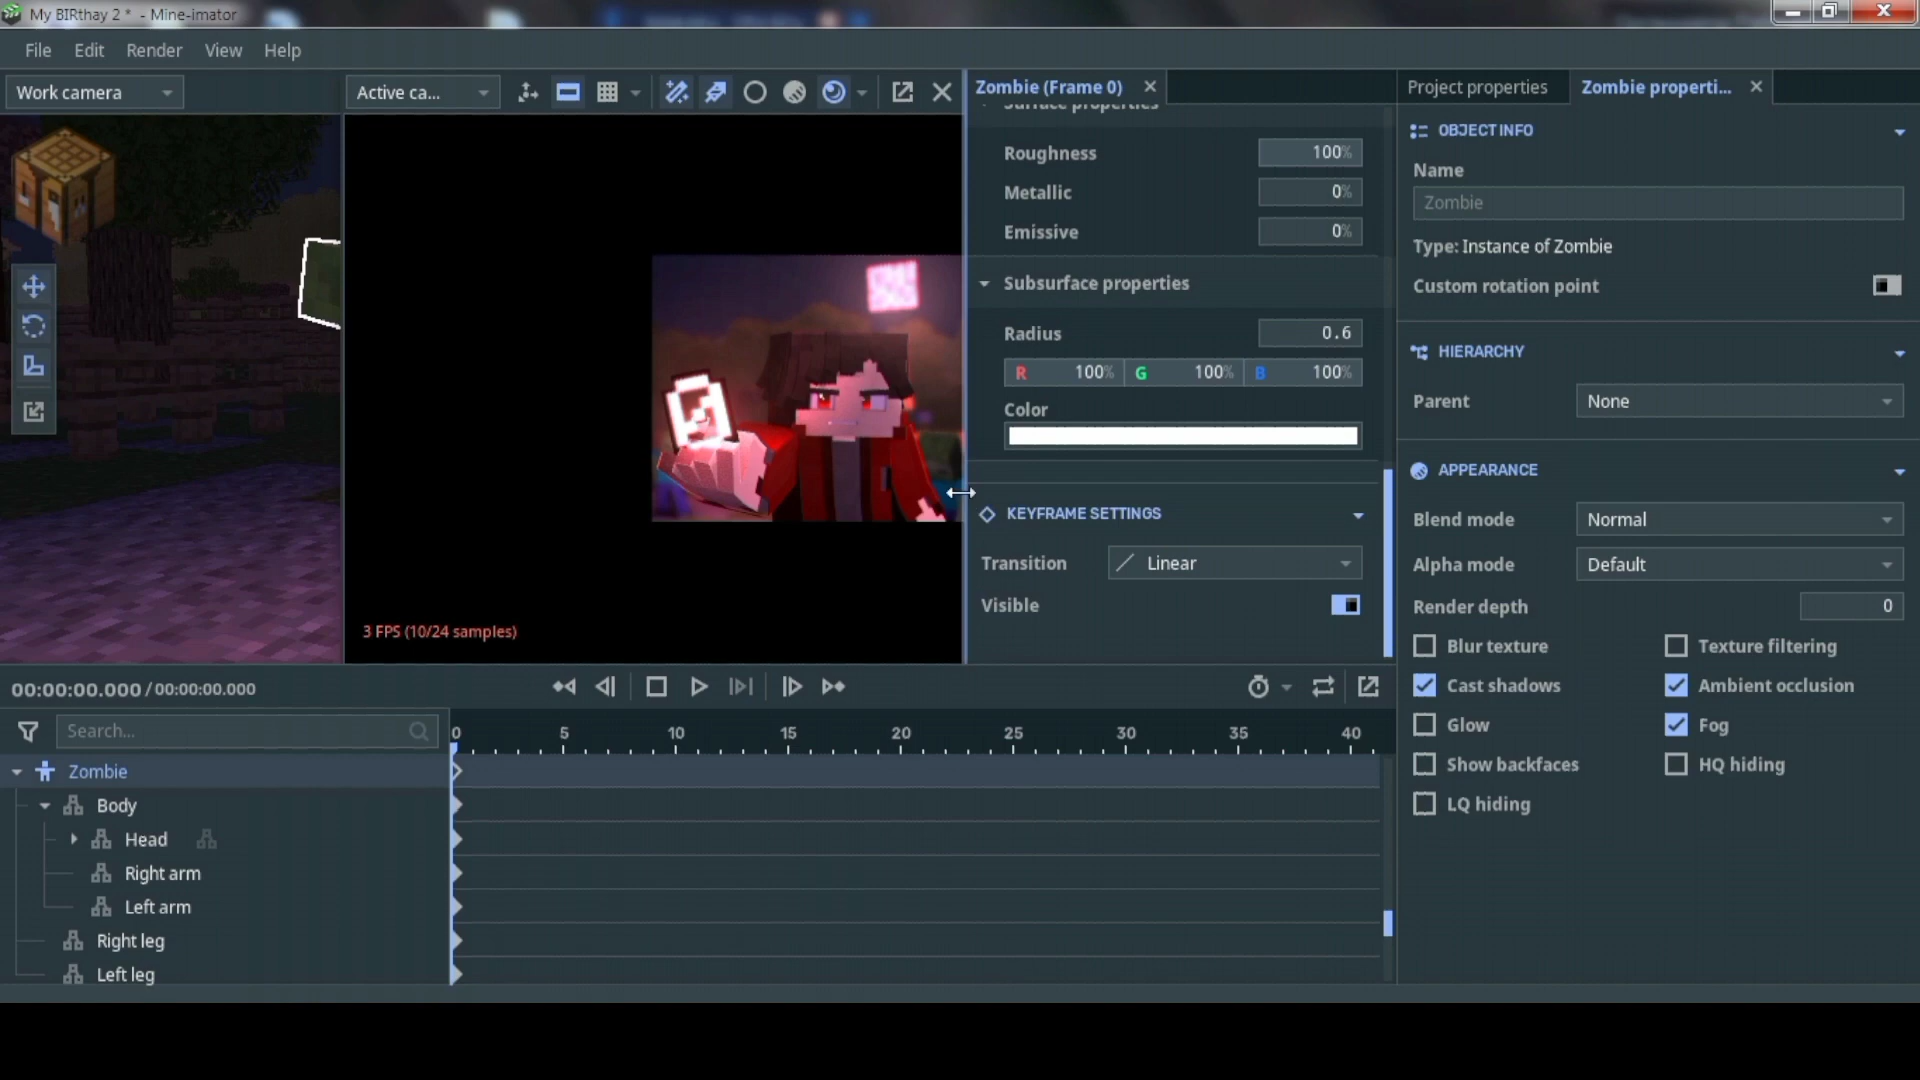 My BIRthay 2 * - Mine-imator
File Edit Render View Help
Work camera
Active ca...
Zombie (Frame 0)
Project properties
Zombie properti...
Surface properties
Roughness 100%
Metallic 0%
Emissive 0%
Subsurface properties
Radius 0.6
R 100% G 100% B 100%
Color
KEYFRAME SETTINGS
Transition Linear
Visible
3 FPS (10/24 samples)
OBJECT INFO
Name
Zombie
Type: Instance of Zombie
Custom rotation point
HIERARCHY
Parent None
APPEARANCE
Blend mode Normal
Alpha mode Default
Render depth 0
Blur texture Texture filtering
Cast shadows Ambient occlusion
Glow Fog
Show backfaces HQ hiding
LQ hiding
00:00:00.000 / 00:00:00.000
Search...
0 5 10 15 20 25 30 35 40
Zombie
Body
Head
Right arm
Left arm
Right leg
Left leg